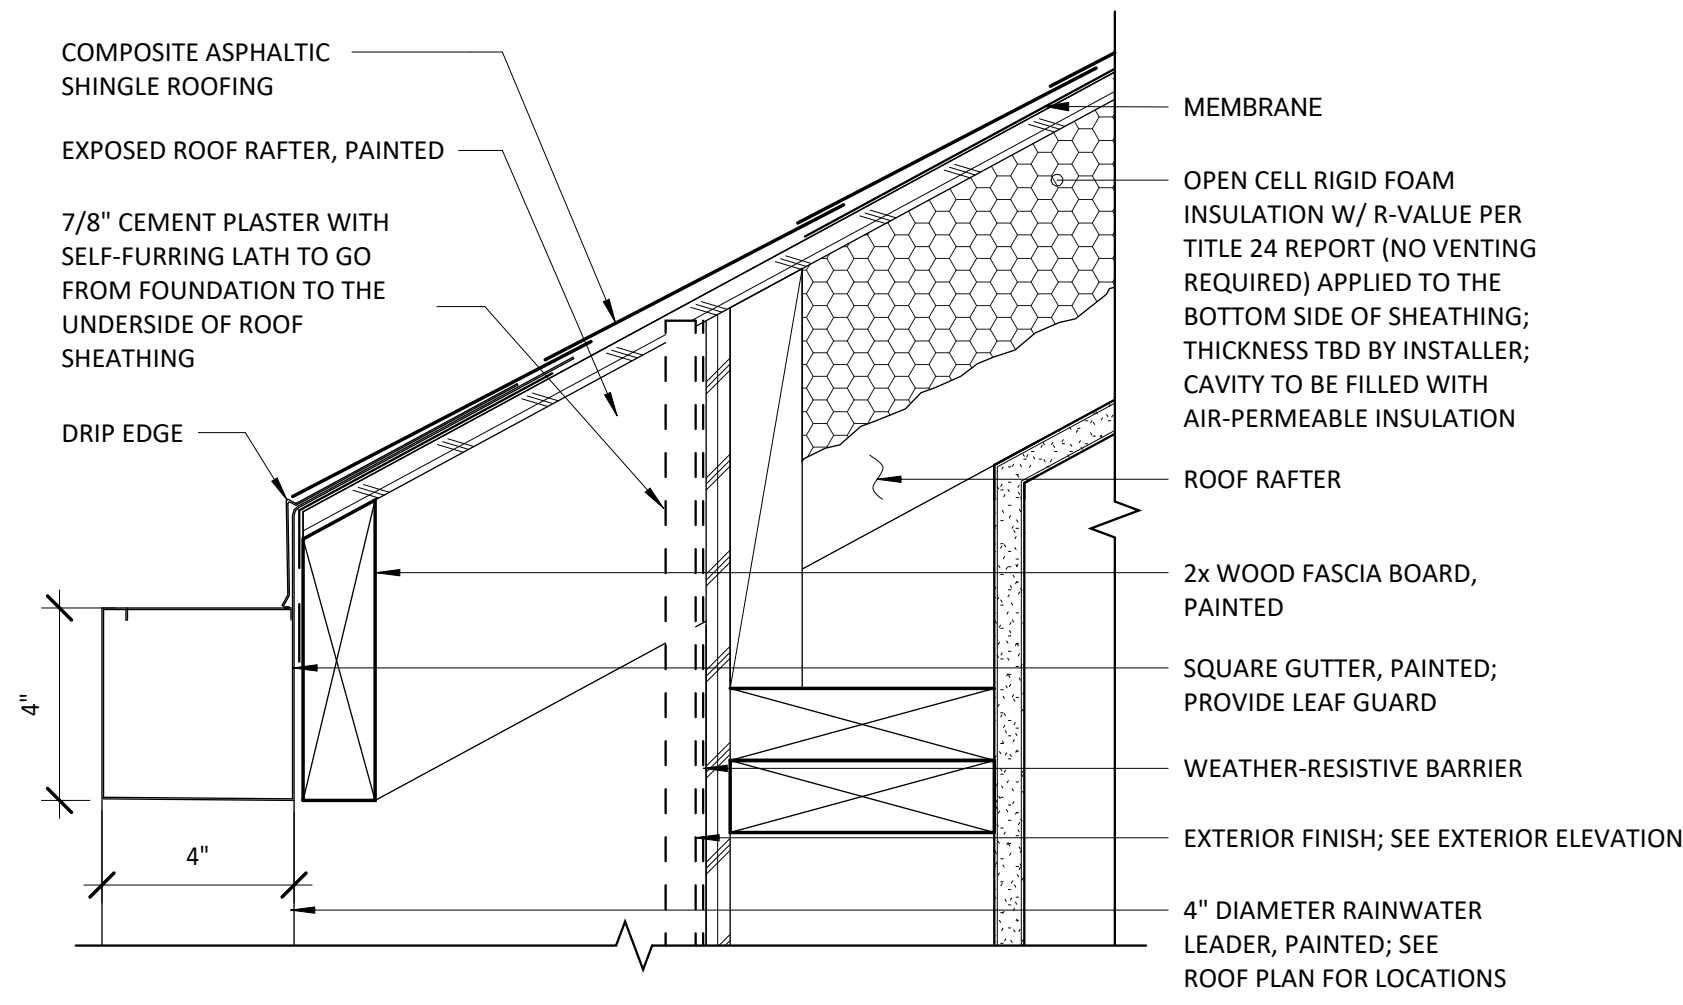 COMPOSITE ASPHALTIC
SHINGLE ROOFING
EXPOSED ROOF RAFTER, PAINTED
7/8" CEMENT PLASTER WITH
SELF-FURRING LATH TO GO
FROM FOUNDATION TO THE
UNDERSIDE OF ROOF
SHEATHING
DRIP EDGE
4"
4"
MEMBRANE
OPEN CELL RIGID FOAM
INSULATION W/ R-VALUE PER
TITLE 24 REPORT (NO VENTING
REQUIRED) APPLIED TO THE
BOTTOM SIDE OF SHEATHING;
THICKNESS TBD BY INSTALLER;
CAVITY TO BE FILLED WITH
AIR-PERMEABLE INSULATION
ROOF RAFTER
2x WOOD FASCIA BOARD,
PAINTED
SQUARE GUTTER, PAINTED;
PROVIDE LEAF GUARD
WEATHER-RESISTIVE BARRIER
EXTERIOR FINISH; SEE EXTERIOR ELEVATION
4" DIAMETER RAINWATER
LEADER, PAINTED; SEE
ROOF PLAN FOR LOCATIONS